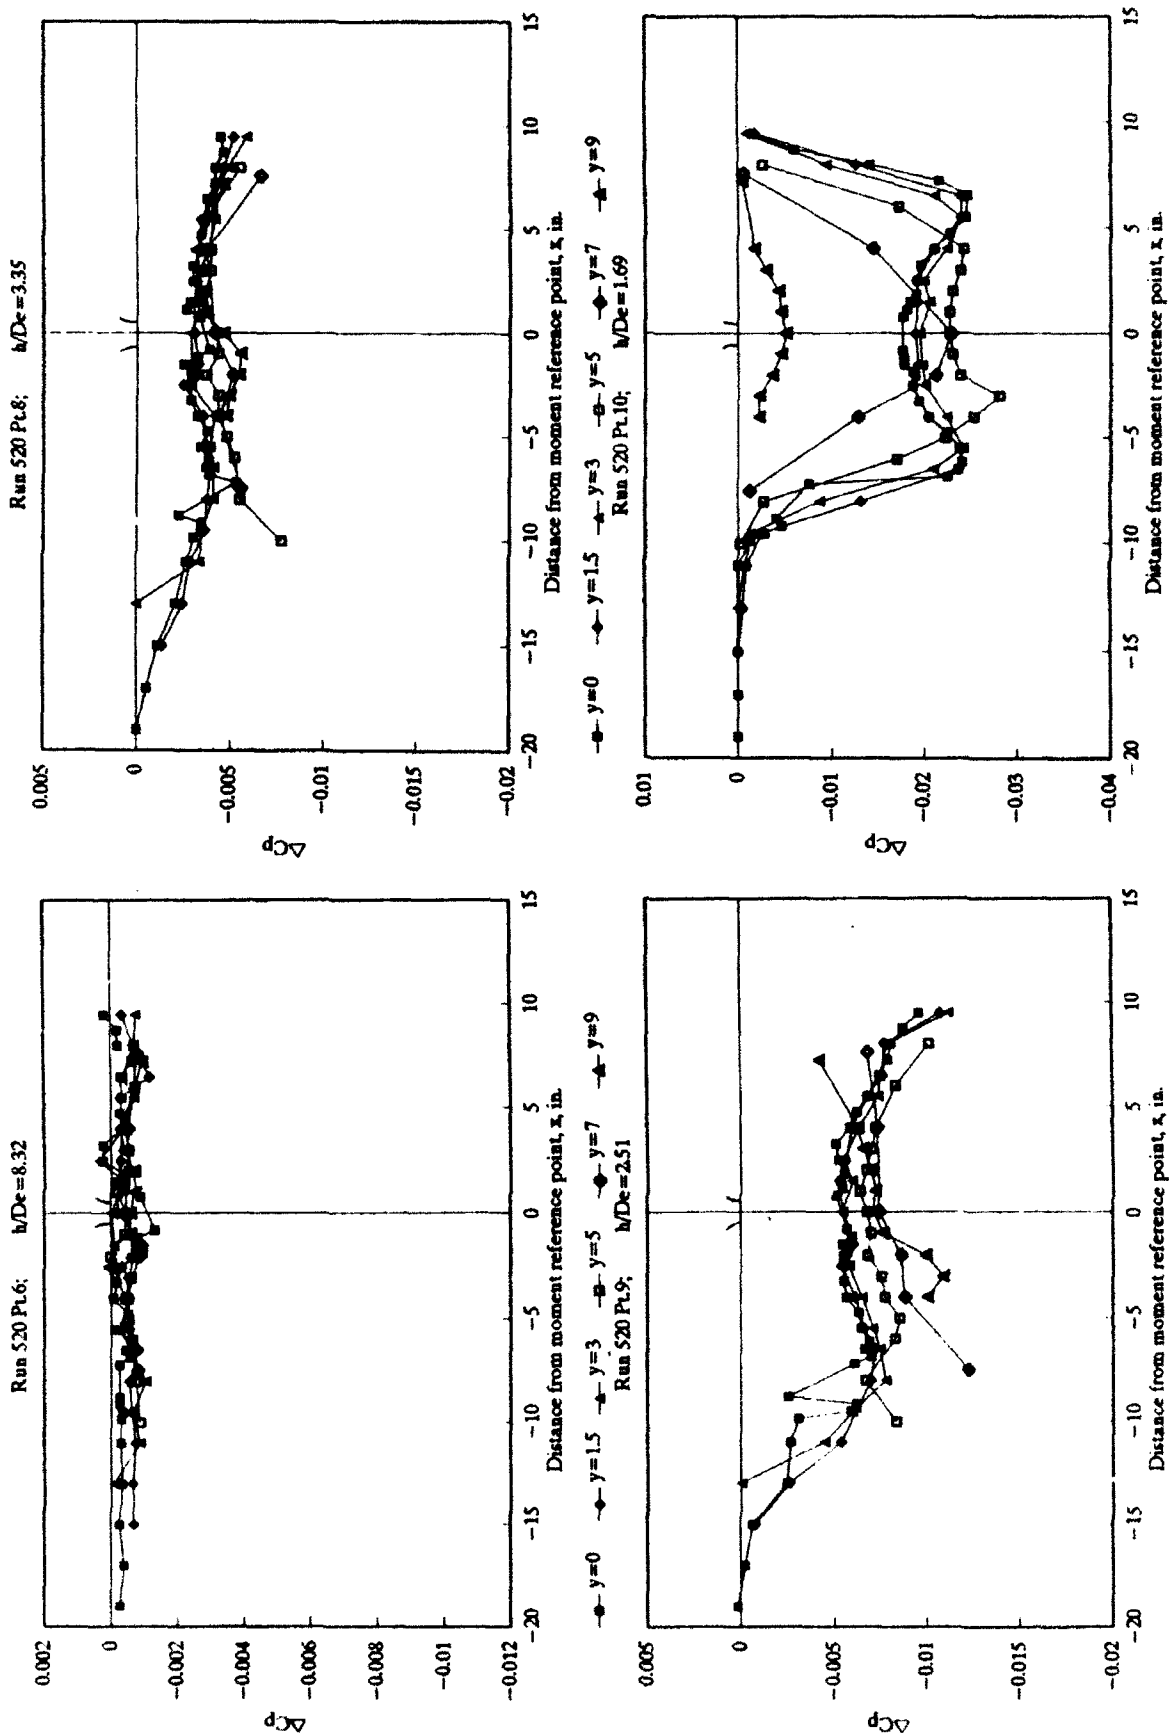 Run 520 Pt.6; h/De=8.32
0.002
0
−0.002
−0.004
−0.006
−0.008
−0.01
−0.012
ΔCp
−20 −15 −10 −5 0 5 10 15
Distance from moment reference point, x, in.
Run 520 Pt.8; h/De=3.35
0.005
0
−0.005
−0.01
−0.015
−0.02
ΔCp
−20 −15 −10 −5 0 5 10 15
Distance from moment reference point, x, in.
y=0 y=1.5 y=3 y=5 y=7 y=9
y=0 y=1.5 y=3 y=5 y=7 y=9
Run 520 Pt.9; h/De=2.51
0.005
0
−0.005
−0.01
−0.015
−0.02
ΔCp
−20 −15 −10 −5 0 5 10 15
Distance from moment reference point, x, in.
Run 520 Pt.10; h/De=1.69
0.01
0
−0.01
−0.02
−0.03
−0.04
ΔCp
−20 −15 −10 −5 0 5 10 15
Distance from moment reference point, x, in.